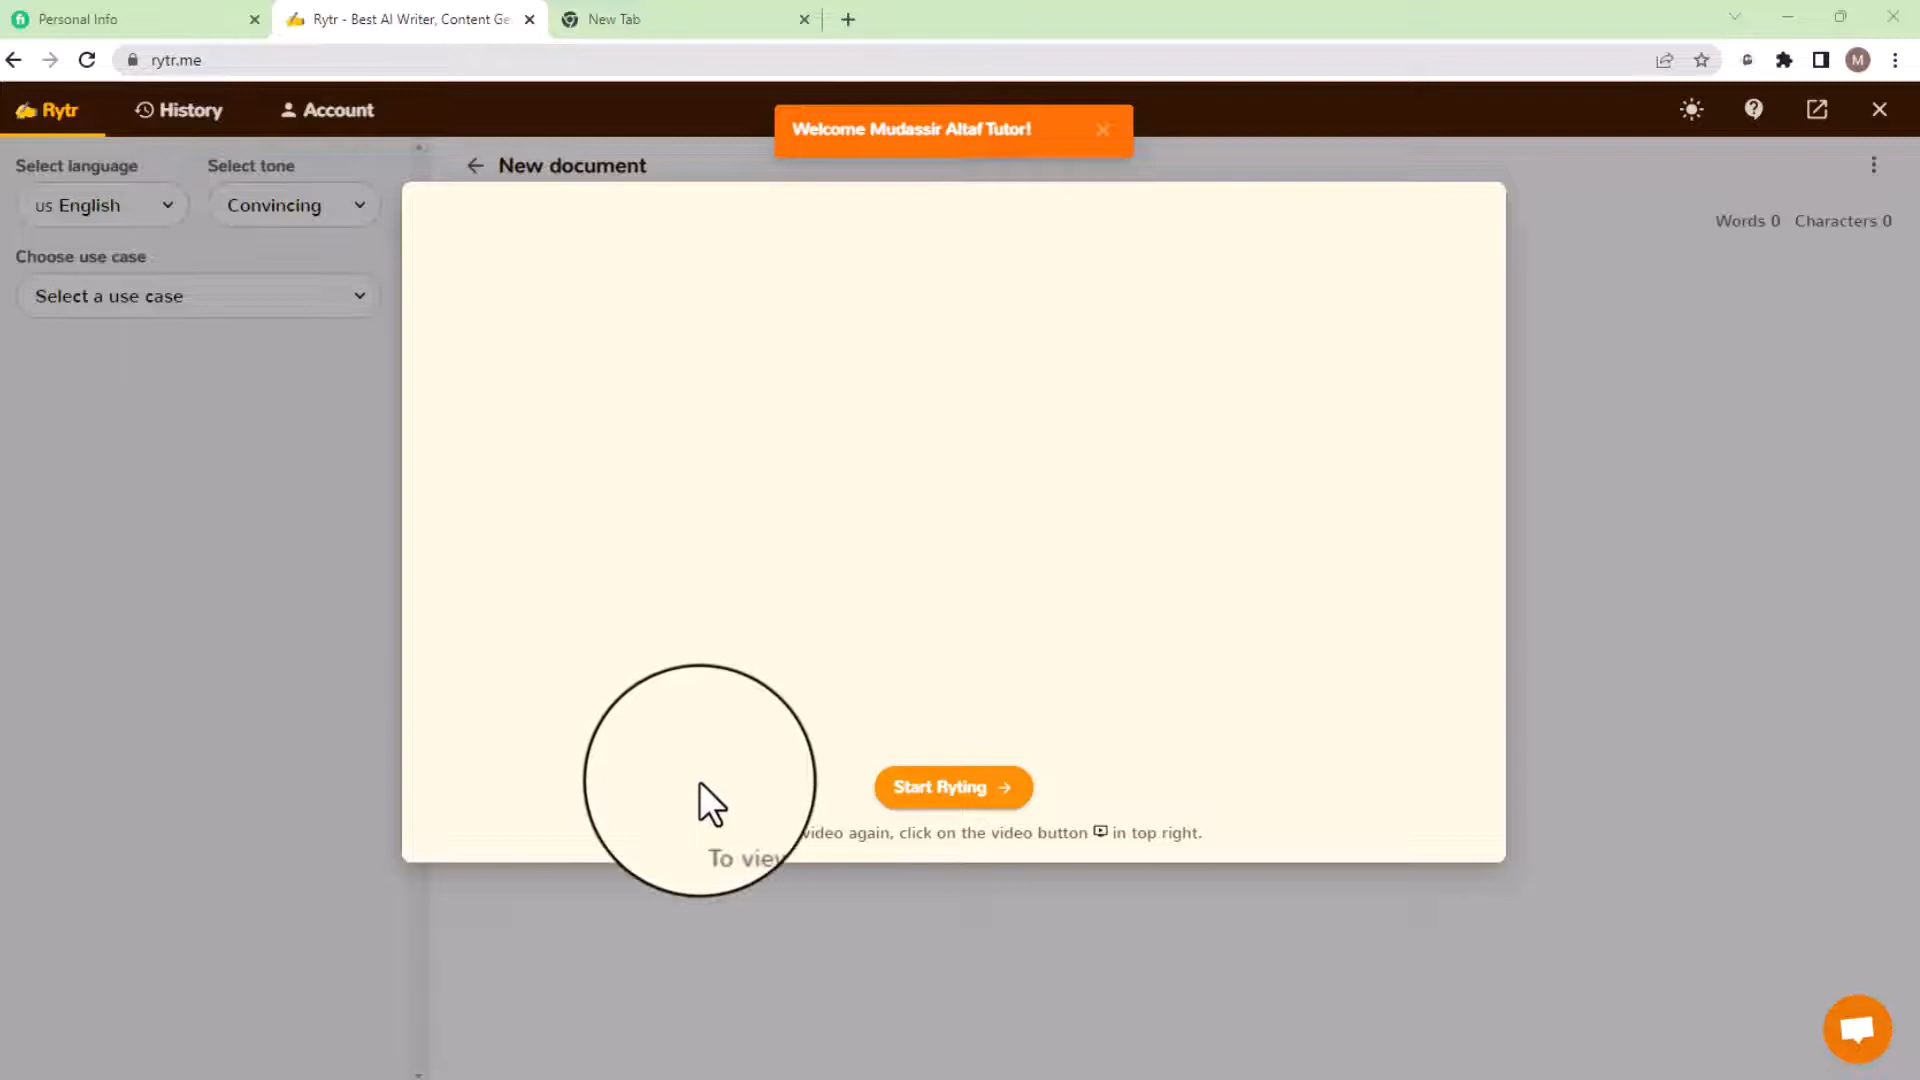 Personal Info
Rytr - Best AI Writer, Content Ge
New Tab
rytr.me
M
Rytr
History
Account
Welcome Mudassir Altaf Tutor!
Select language
Select tone
New document
us English
Convincing
Words 0
Characters 0
Choose use case
Select a use case
Start Ryting →
To view video again, click on the video button in top right.